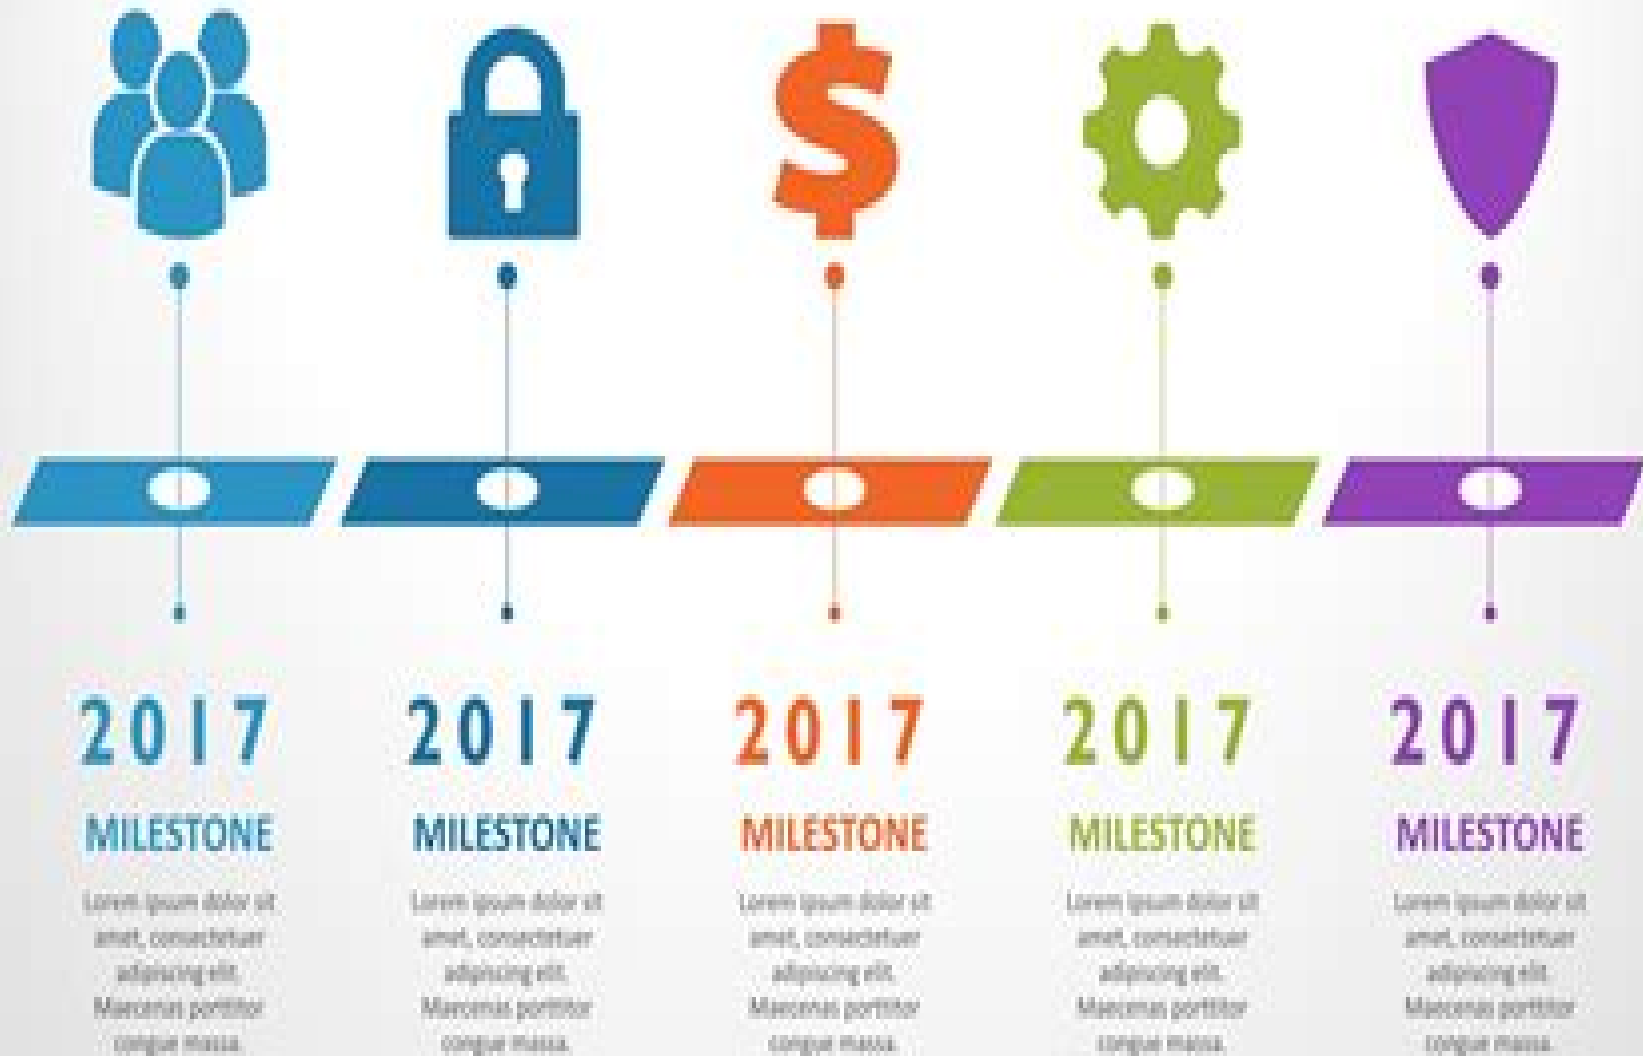 2017 2017 2017 2017 2017
MILESTONE MILESTONE MILESTONE MILESTONE MILESTONE
Lorem ipsum dolor sit
amet, consectetuer
adipiscing elit.
Maecenas porttitor
congue massa.
Lorem ipsum dolor sit
amet, consectetuer
adipiscing elit.
Maecenas porttitor
congue massa.
Lorem ipsum dolor sit
amet, consectetuer
adipiscing elit.
Maecenas porttitor
congue massa.
Lorem ipsum dolor sit
amet, consectetuer
adipiscing elit.
Maecenas porttitor
congue massa.
Lorem ipsum dolor sit
amet, consectetuer
adipiscing elit.
Maecenas porttitor
congue massa.